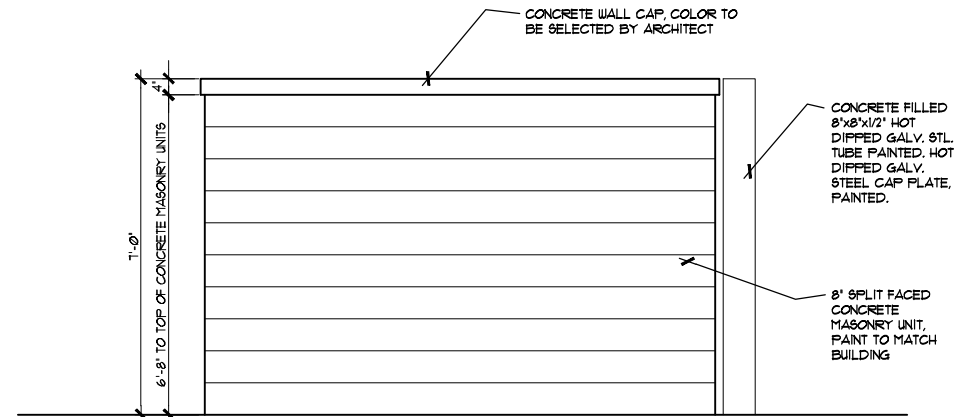 CONCRETE WALL CAP, COLOR TO
BE SELECTED BY ARCHITECT
4"
7'-0"
6'-8" TO TOP OF CONCRETE MASONRY UNITS
CONCRETE FILLED
8"x8"x1/2" HOT
DIPPED GALV. STL.
TUBE PAINTED. HOT
DIPPED GALV.
STEEL CAP PLATE,
PAINTED.
8" SPLIT FACED
CONCRETE
MASONRY UNIT,
PAINT TO MATCH
BUILDING